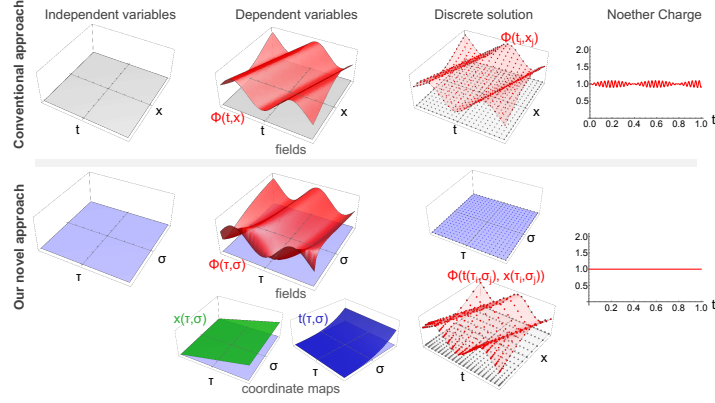 Independent variables
Dependent variables
Discrete solution
Noether Charge
Conventional approach
t
x
Φ(t,x)
t
x
fields
Φ(tᵢ,xⱼ)
t
x
2.0
1.5
1.0
0.5
0.0 0.2 0.4 0.6 0.8 1.0
t
Our novel approach
τ
σ
Φ(τ,σ)
τ
σ
fields
x(τ,σ)
τ
σ
t(τ,σ)
τ
σ
coordinate maps
τ
σ
Φ(t(τᵢ,σⱼ), x(τᵢ,σⱼ))
t
x
2.0
1.5
1.0
0.5
0.2 0.4 0.6 0.8 1.0
t